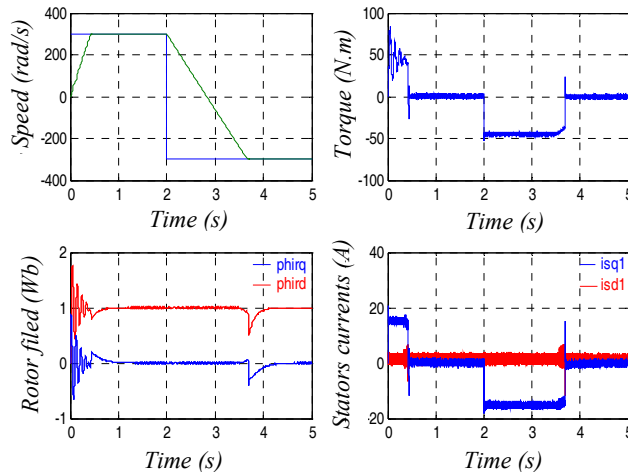 400
200
0
-200
-400
Speed (rad/s)
0 1 2 3 4 5
Time (s)
100
50
0
-50
-100
Torque (N.m)
0 1 2 3 4 5
Time (s)
2
1
0
-1
Rotor filed (Wb)
phirq
phird
0 1 2 3 4 5
Time (s)
40
20
0
-20
Stators currents (A)
isq1
isd1
0 1 2 3 4 5
Time (s)